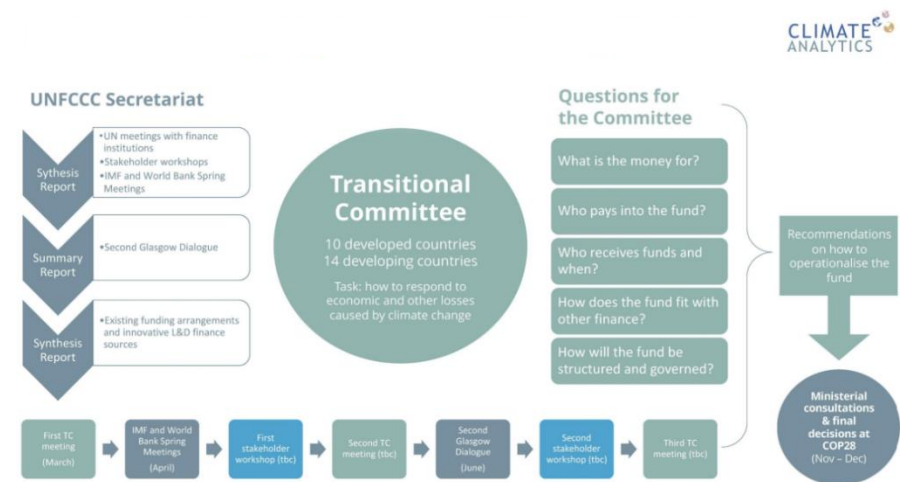 CLIMATE
ANALYTICS
UNFCCC Secretariat
Sythesis
Report
•UN meetings with finance
institutions
•Stakeholder workshops
•IMF and World Bank Spring
Meetings
Summary
Report
•Second Glasgow Dialogue
Synthesis
Report
•Existing funding arrangements
and innovative L&D finance
sources
Transitional
Committee
10 developed countries
14 developing countries
Task: how to respond to
economic and other losses
caused by climate change
Questions for
the Committee
What is the money for?
Who pays into the fund?
Who receives funds and
when?
How does the fund fit with
other finance?
How will the fund be
structured and governed?
Recommendations
on how to
operationalise the
fund
Ministerial
consultations
& final
decisions at
COP28
(Nov – Dec)
First TC
meeting
(March)
IMF and World
Bank Spring
Meetings
(April)
First
stakeholder
workshop (tbc)
Second TC
meeting (tbc)
Second
Glasgow
Dialogue
(June)
Second
stakeholder
workshop (tbc)
Third TC
meeting (tbc)